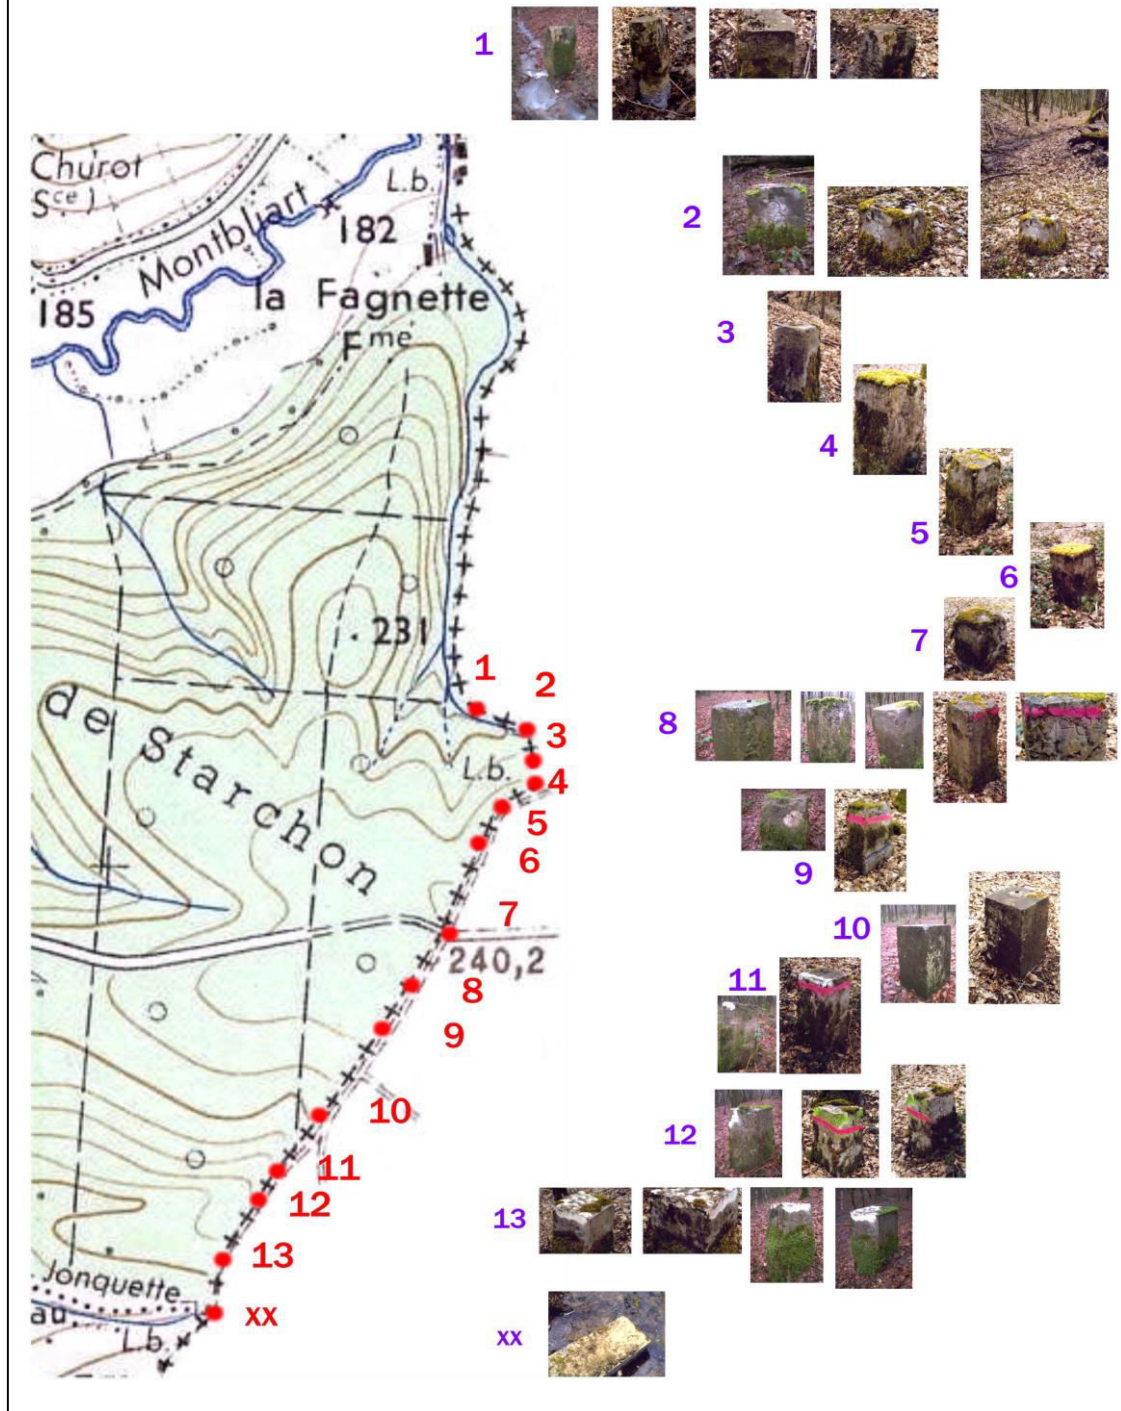 1
2
3
4
5
6
7
8
9
10
11
12
13
xx
Churot
Sce)
Montbliart
L.b.
182
185
la Fagnette
Fme
231
1
2
3
L.b.
4
de Starchon
5
6
7
240,2
8
9
10
11
12
13
Jonquette
xx
au
L.b.